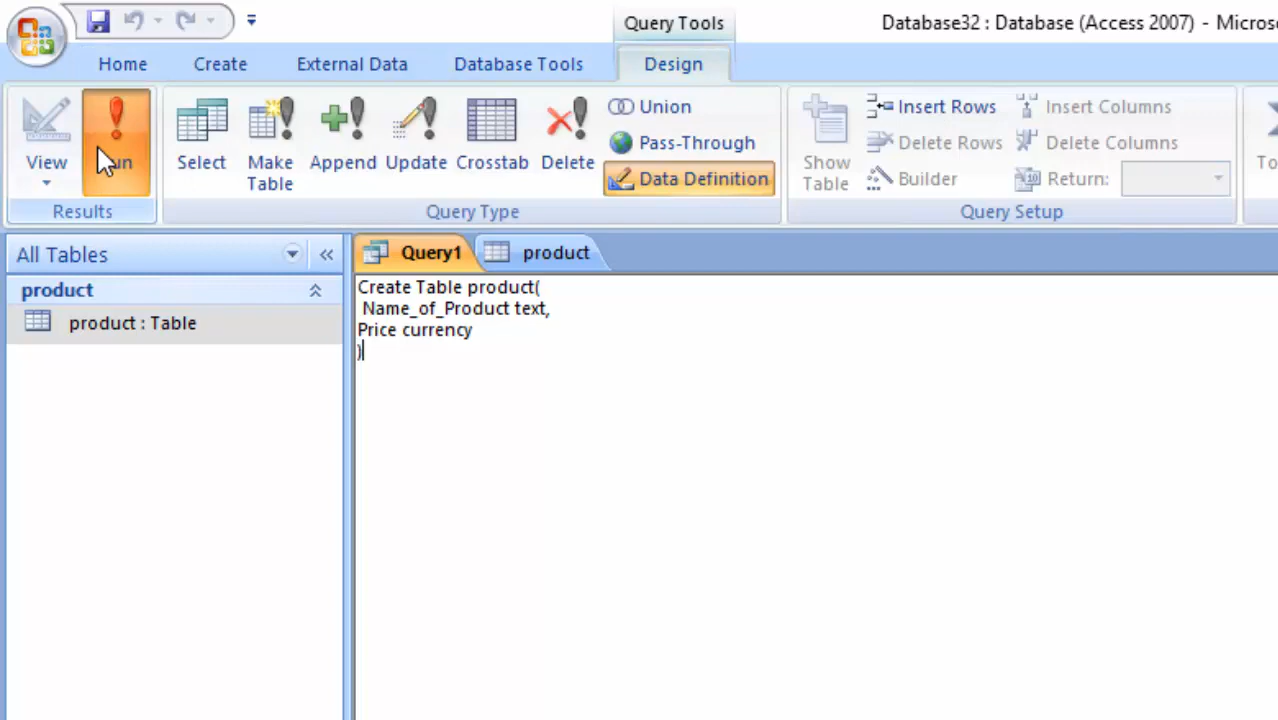 Query Tools
Database32 : Database (Access 2007) - Micros
Home Create External Data Database Tools Design
View
Select
Make Table
Append
Update
Crosstab
Delete
Union
Pass-Through
Data Definition
Show Table
Insert Rows
Delete Rows
Builder
Insert Columns
Delete Columns
Return:
Results
Query Type
Query Setup
All Tables
product
product : Table
Query1
product
Create Table product(
Name_of_Product text,
Price currency
)